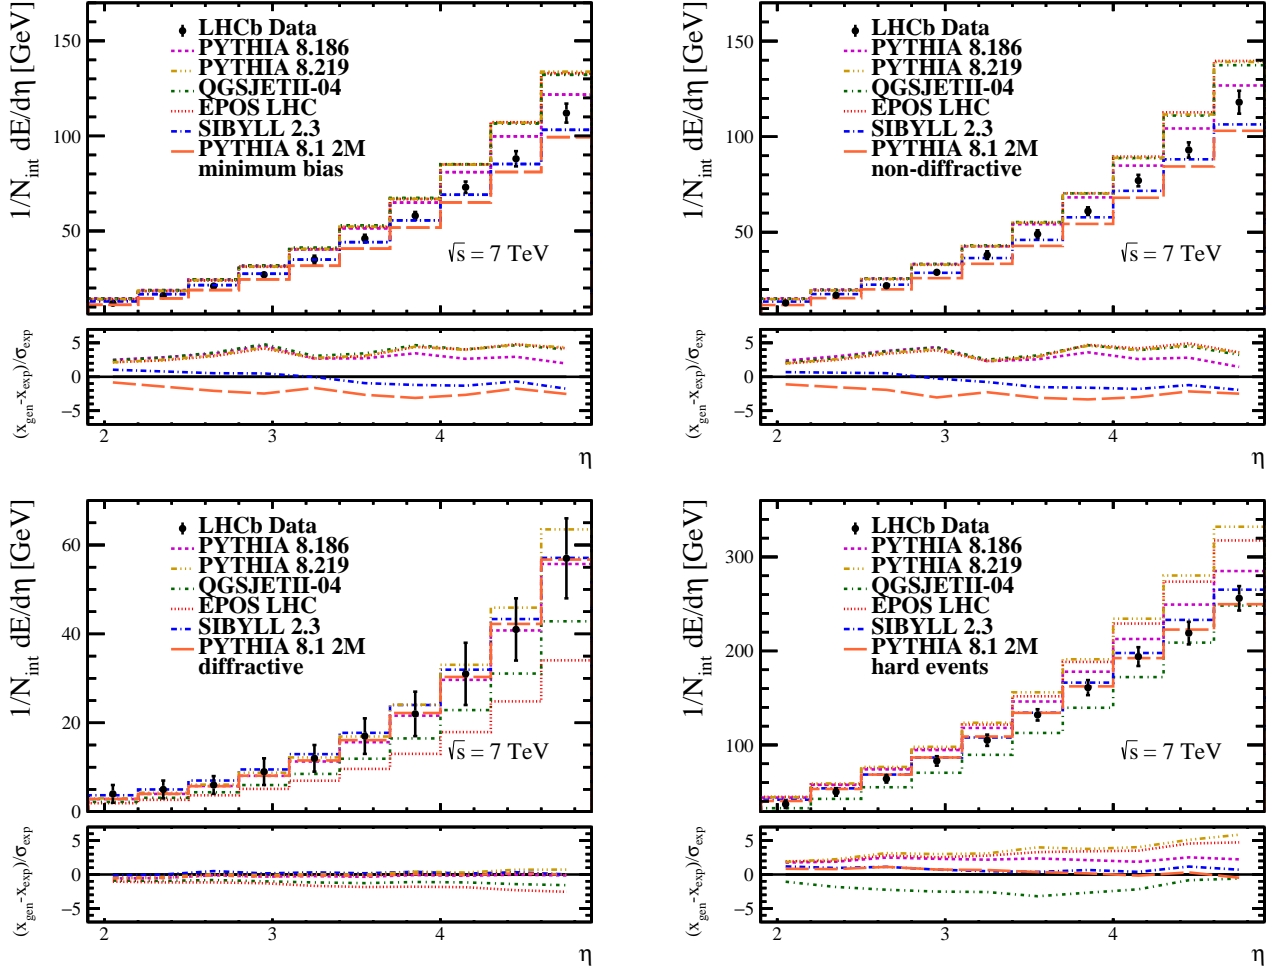 1/N_int dE/dη [GeV]
150
100
50
LHCb Data
PYTHIA 8.186
PYTHIA 8.219
QGSJETII-04
EPOS LHC
SIBYLL 2.3
PYTHIA 8.1 2M
minimum bias
√s = 7 TeV
(x_gen-x_exp)/σ_exp
5
0
−5
2 3 4
η
1/N_int dE/dη [GeV]
150
100
50
LHCb Data
PYTHIA 8.186
PYTHIA 8.219
QGSJETII-04
EPOS LHC
SIBYLL 2.3
PYTHIA 8.1 2M
non-diffractive
√s = 7 TeV
(x_gen-x_exp)/σ_exp
5
0
−5
2 3 4
η
1/N_int dE/dη [GeV]
60
40
20
0
LHCb Data
PYTHIA 8.186
PYTHIA 8.219
QGSJETII-04
EPOS LHC
SIBYLL 2.3
PYTHIA 8.1 2M
diffractive
√s = 7 TeV
(x_gen-x_exp)/σ_exp
5
0
−5
2 3 4
η
1/N_int dE/dη [GeV]
300
200
100
LHCb Data
PYTHIA 8.186
PYTHIA 8.219
QGSJETII-04
EPOS LHC
SIBYLL 2.3
PYTHIA 8.1 2M
hard events
√s = 7 TeV
(x_gen-x_exp)/σ_exp
5
0
−5
2 3 4
η